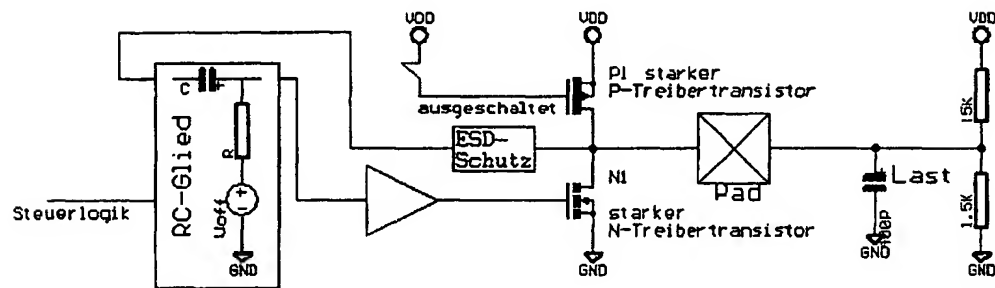 VDD
VDD
VDD
C
+
P1 starker
P-Treibertransistor
ausgeschaltet
15K
RC-Glied
R
ESD-
Schutz
Pad
Last
N1
Steuerlogik
Uoff
+
-
starker
N-Treibertransistor
1.5K
GND
GND
GND
GND